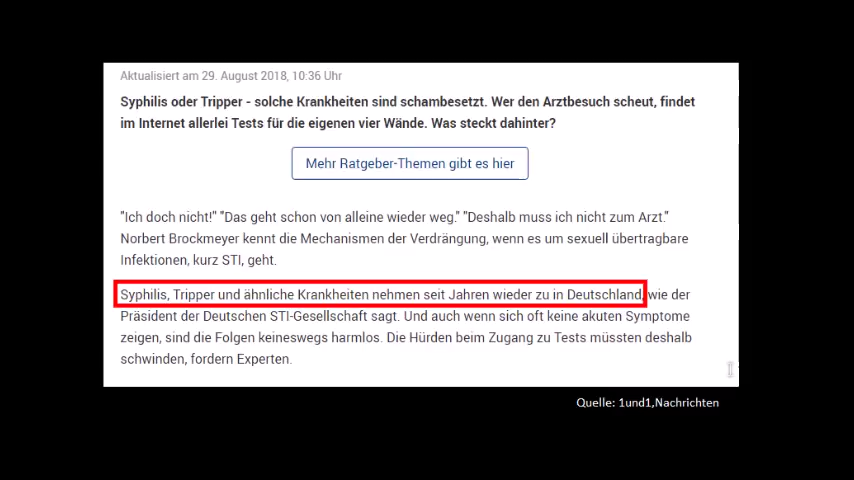 Aktualisiert am 29. August 2018, 10:36 Uhr
Syphilis oder Tripper - solche Krankheiten sind schambesetzt. Wer den Arztbesuch scheut, findet
im Internet allerlei Tests für die eigenen vier Wände. Was steckt dahinter?
Mehr Ratgeber-Themen gibt es hier
"Ich doch nicht!" "Das geht schon von alleine wieder weg." "Deshalb muss ich nicht zum Arzt."
Norbert Brockmeyer kennt die Mechanismen der Verdrängung, wenn es um sexuell übertragbare
Infektionen, kurz STI, geht.
Syphilis, Tripper und ähnliche Krankheiten nehmen seit Jahren wieder zu in Deutschland, wie der
Präsident der Deutschen STI-Gesellschaft sagt. Und auch wenn sich oft keine akuten Symptome
zeigen, sind die Folgen keineswegs harmlos. Die Hürden beim Zugang zu Tests müssten deshalb
schwinden, fordern Experten.
Quelle: 1und1,Nachrichten